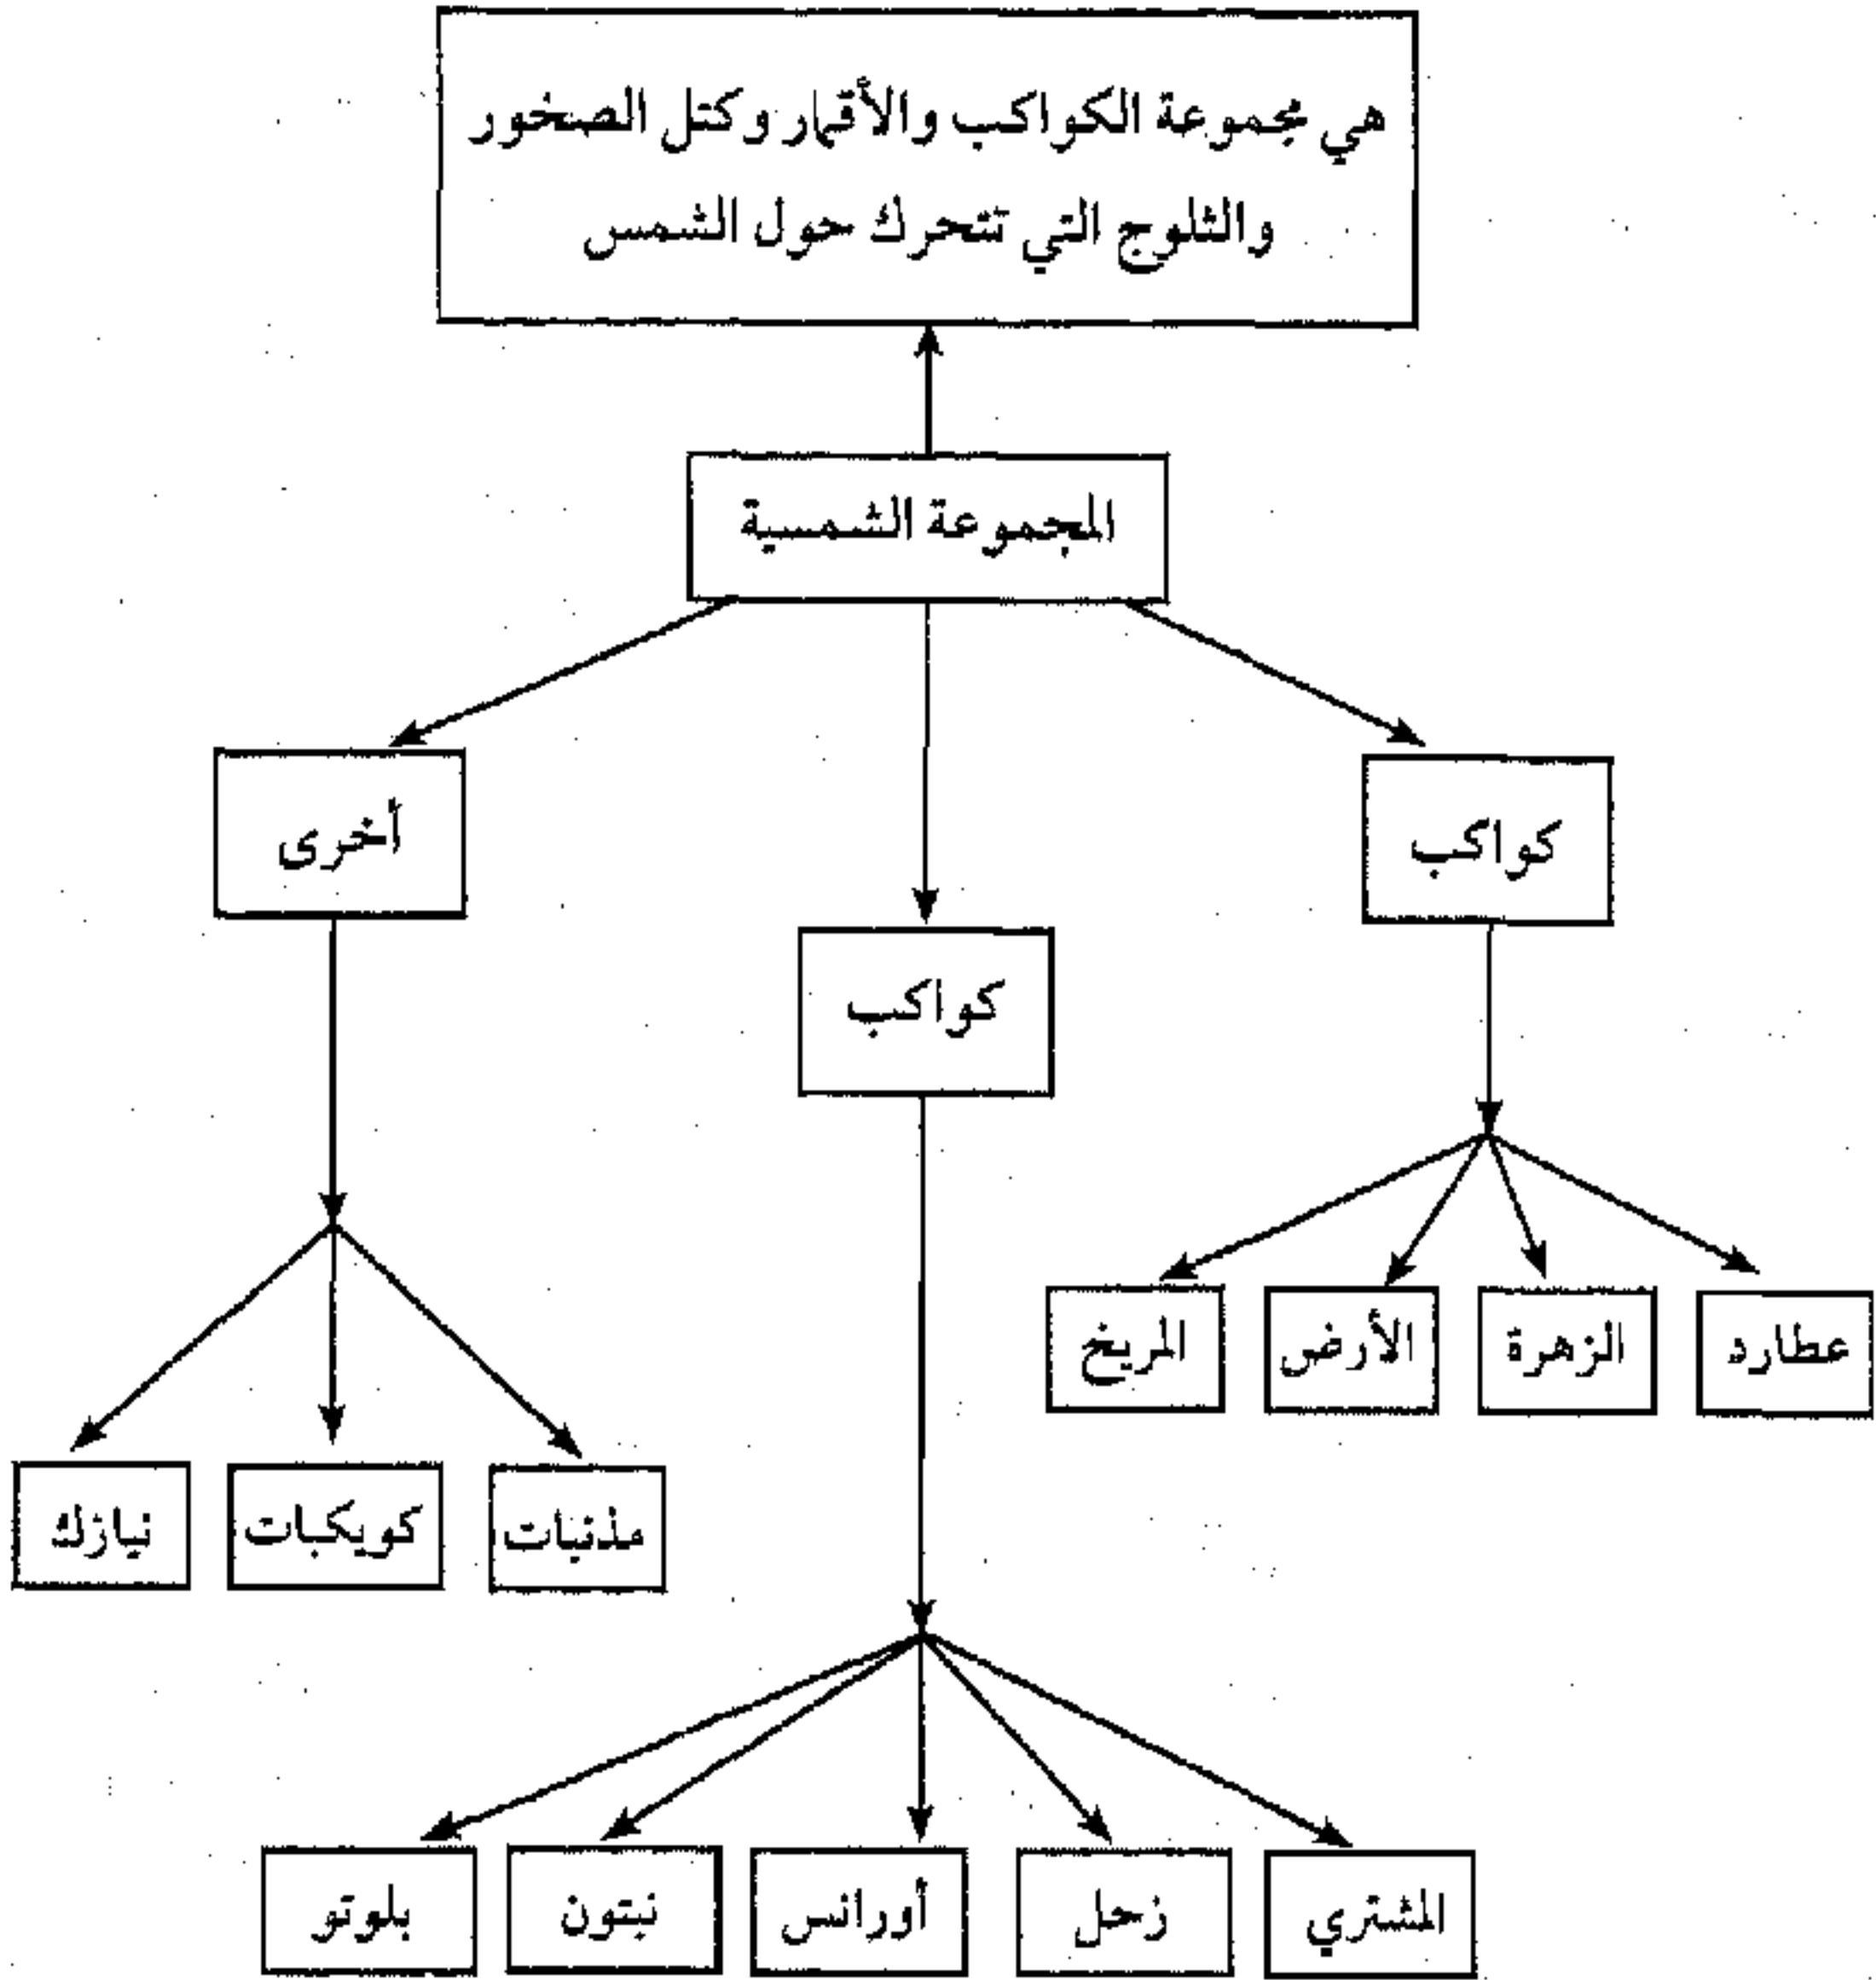 هي مجموعة الكواكب والأقمار وكتل الصخور
والثلوج التي تتحرك حول الشمس
المجموعة الشمسية
كواكب
كواكب
أخرى
عطارد
الزهرة
الأرض
المريخ
مذنبات
كويكبات
نيازك
المشتري
زحل
أورانس
نبتون
بلوتو